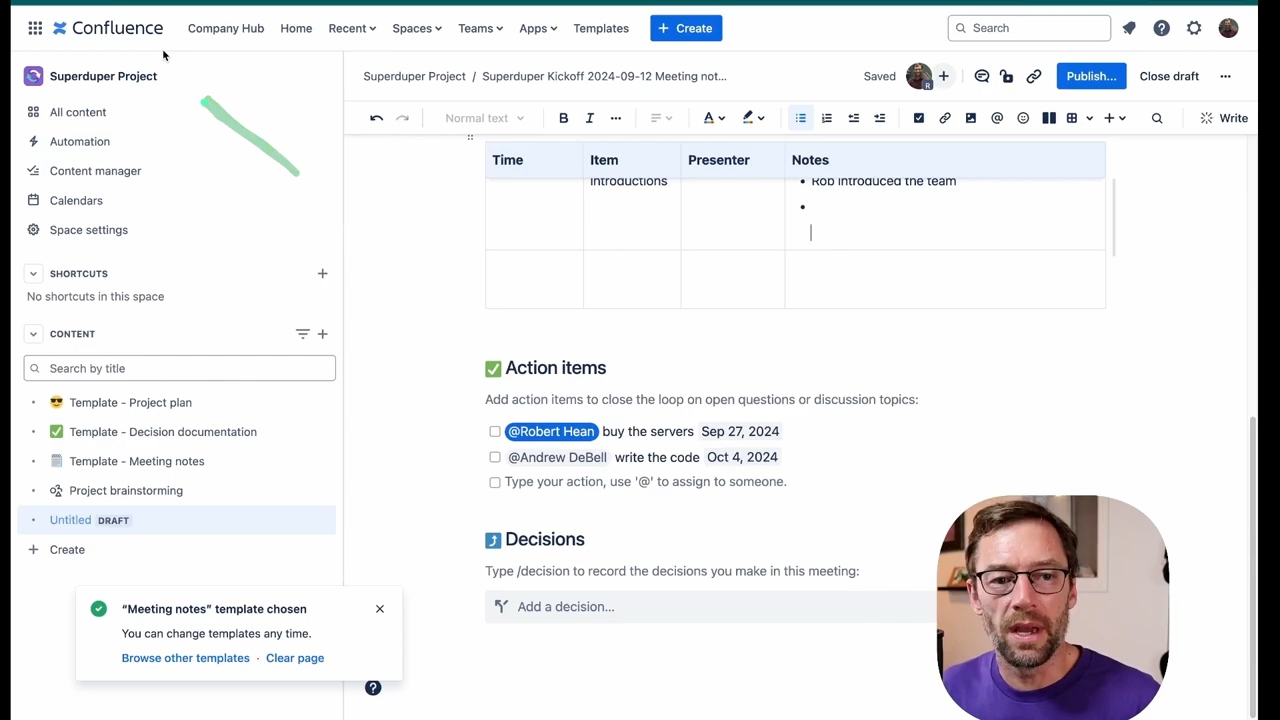 Confluence Company Hub Home Recent Spaces Teams Apps Templates + Create Search
Superduper Project
All content
Automation
Content manager
Calendars
Space settings
SHORTCUTS
No shortcuts in this space
CONTENT
Search by title
Template - Project plan
Template - Decision documentation
Template - Meeting notes
Project brainstorming
Untitled DRAFT
Create
"Meeting notes" template chosen
You can change templates any time.
Browse other templates · Clear page
Superduper Project / Superduper Kickoff 2024-09-12 Meeting not... Saved R Publish... Close draft
Normal text B I A Write
Time Item Presenter Notes
Introductions • Rob introduced the team
Action items
Add action items to close the loop on open questions or discussion topics:
@Robert Hean buy the servers Sep 27, 2024
@Andrew DeBell write the code Oct 4, 2024
Type your action, use '@' to assign to someone.
Decisions
Type /decision to record the decisions you make in this meeting:
Add a decision...